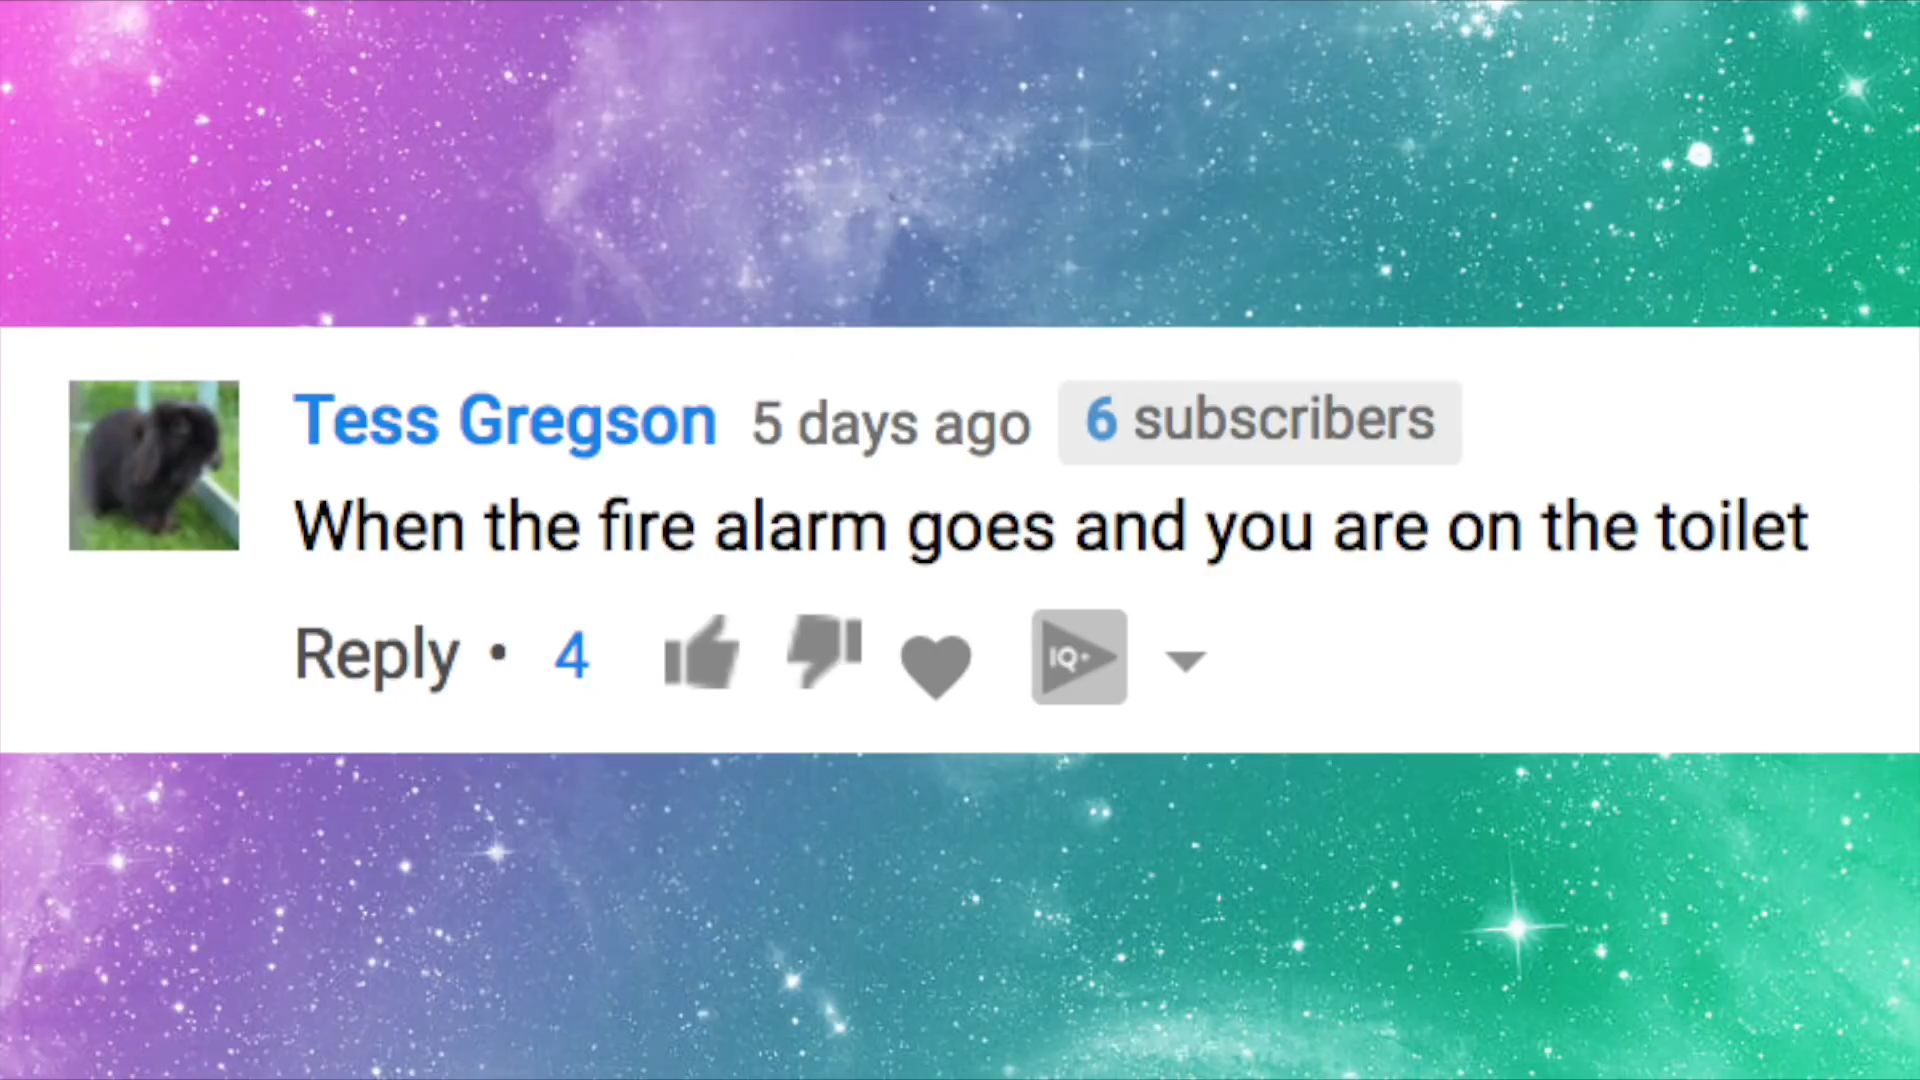 Tess Gregson 5 days ago 6 subscribers
When the fire alarm goes and you are on the toilet
Reply • 4 IQ+